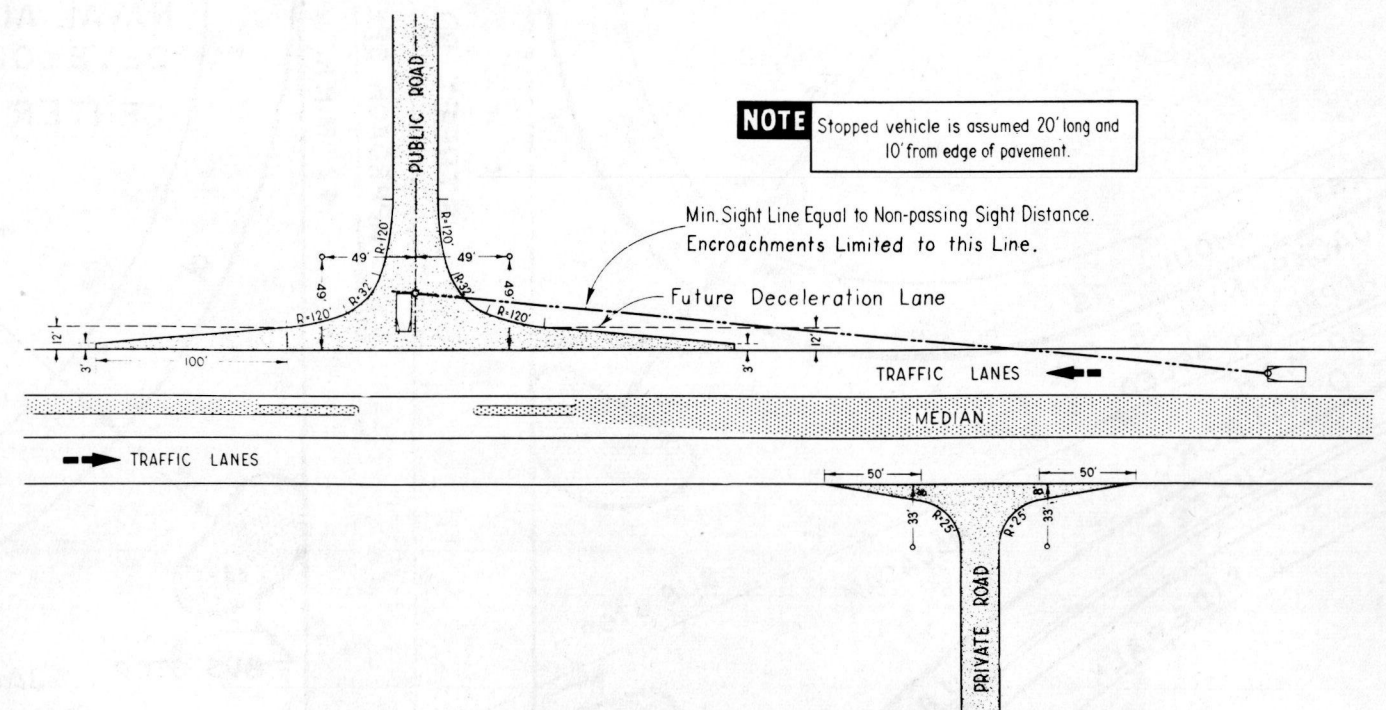 PUBLIC ROAD
NOTE
Stopped vehicle is assumed 20' long and
10' from edge of pavement.
Min. Sight Line Equal to Non-passing Sight Distance.
Encroachments Limited to this Line.
R=120'
R=120'
49'
49'
49'
49'
R=32'
R=32'
R=120'
R=120'
Future Deceleration Lane
12'
3'
100'
3'
12'
TRAFFIC LANES
MEDIAN
TRAFFIC LANES
50'
50'
8'
8'
33'
R=25'
R=25'
33'
PRIVATE ROAD